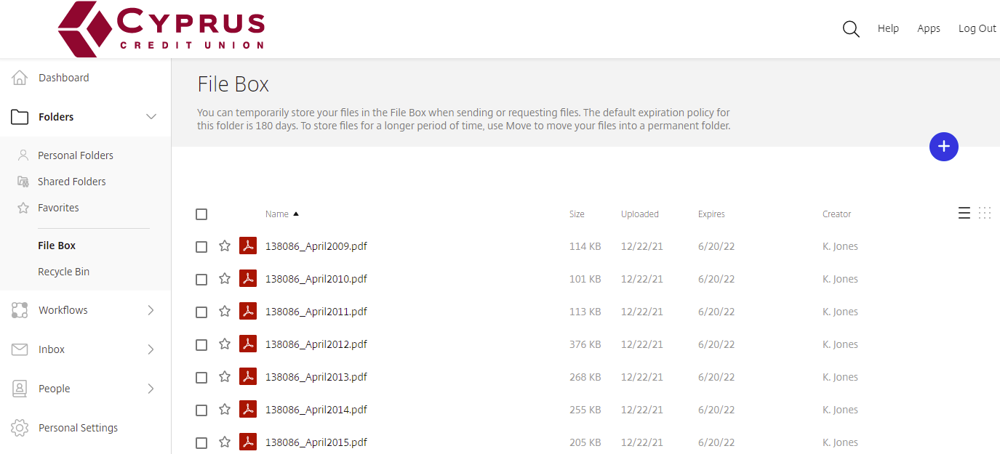 CYPRUS
CREDIT UNION
Help Apps Log Out
Dashboard
Folders
Personal Folders
Shared Folders
Favorites
File Box
Recycle Bin
Workflows
Inbox
People
Personal Settings
File Box
You can temporarily store your files in the File Box when sending or requesting files. The default expiration policy for
this folder is 180 days. To store files for a longer period of time, use Move to move your files into a permanent folder.
Name Size Uploaded Expires Creator
138086_April2009.pdf 114 KB 12/22/21 6/20/22 K. Jones
138086_April2010.pdf 101 KB 12/22/21 6/20/22 K. Jones
138086_April2011.pdf 113 KB 12/22/21 6/20/22 K. Jones
138086_April2012.pdf 376 KB 12/22/21 6/20/22 K. Jones
138086_April2013.pdf 268 KB 12/22/21 6/20/22 K. Jones
138086_April2014.pdf 255 KB 12/22/21 6/20/22 K. Jones
138086_April2015.pdf 205 KB 12/22/21 6/20/22 K. Jones